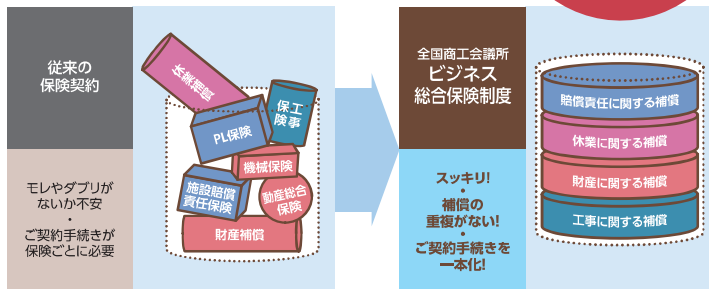 従来の
保険契約
モレやダブリが
ないか不安
・
ご契約手続きが
保険ごとに必要
休業補償
工事
保険
PL保険
機械保険
施設賠償
責任保険
動産総合
保険
財産補償
全国商工会議所
ビジネス
総合保険制度
スッキリ!
・
補償の
重複がない!
・
ご契約手続きを
一本化!
賠償責任に関する補償
休業に関する補償
財産に関する補償
工事に関する補償